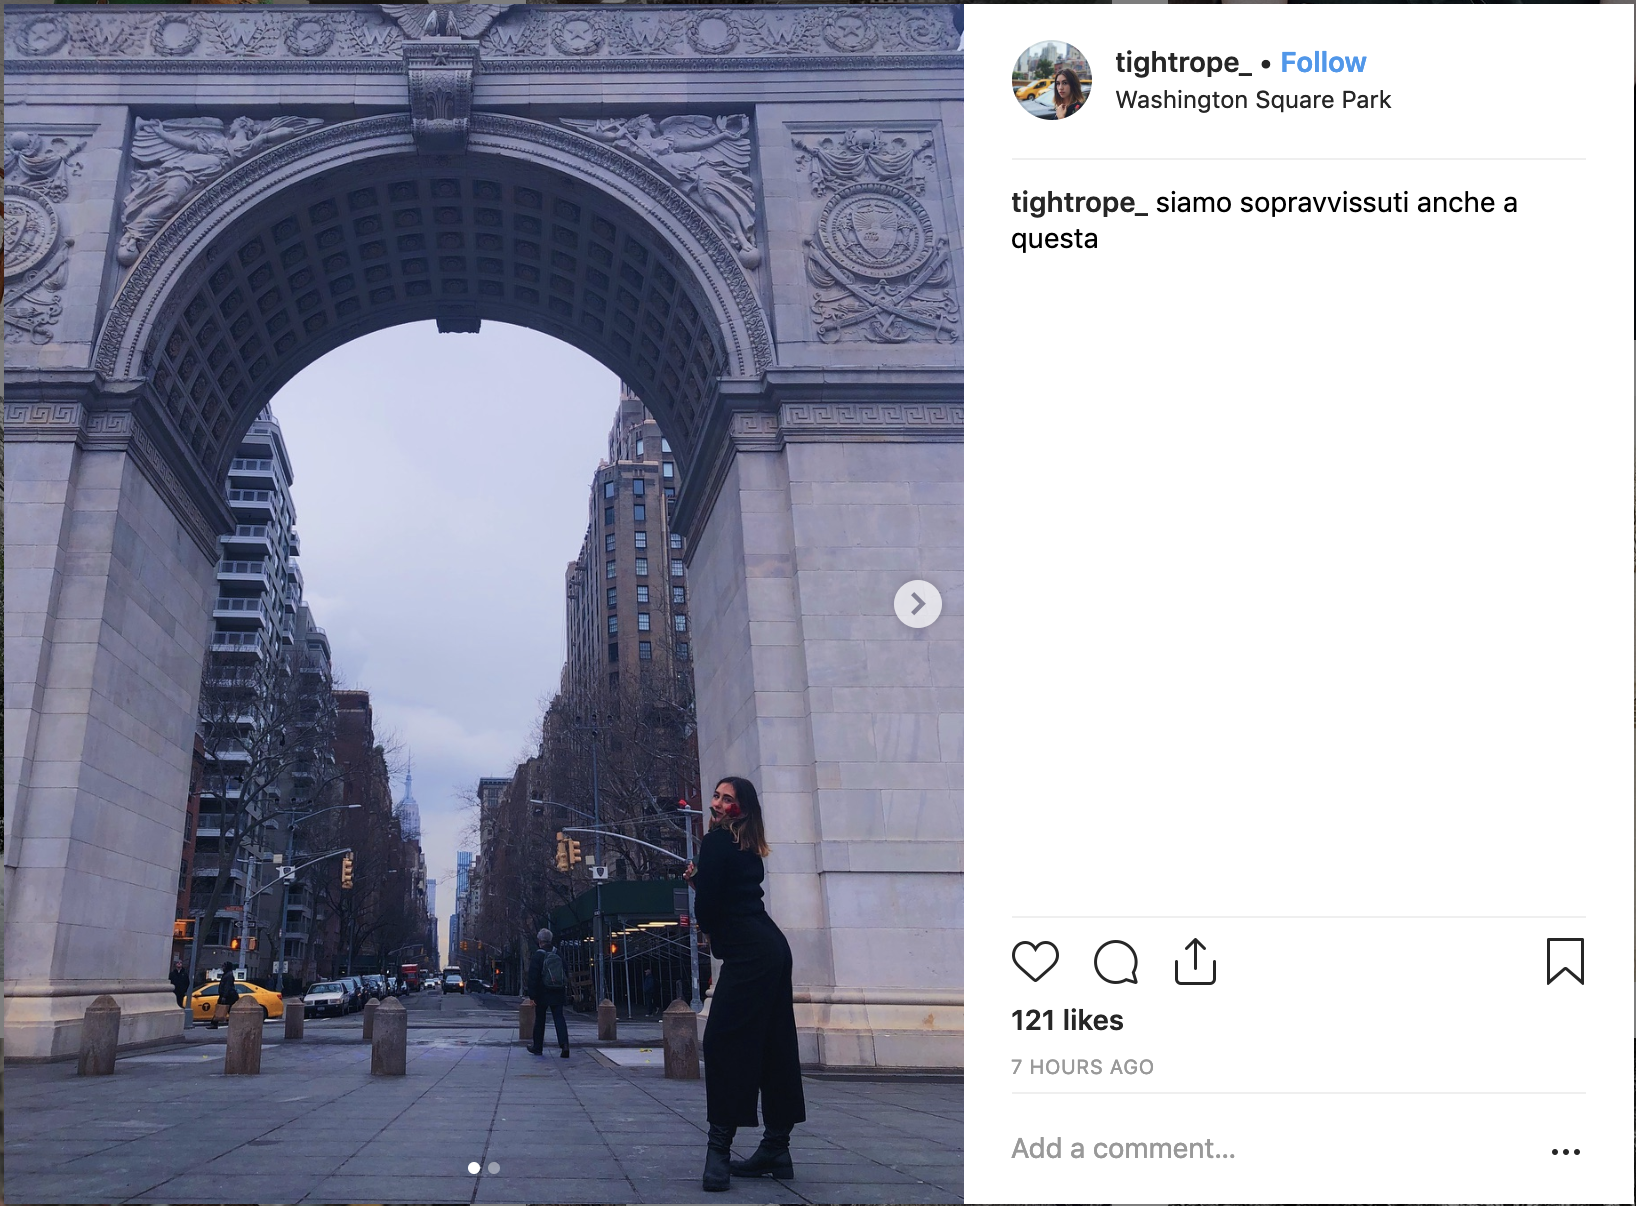 tightrope_ • Follow
Washington Square Park
tightrope_ siamo sopravvissuti anche a
questa
121 likes
7 HOURS AGO
Add a comment...